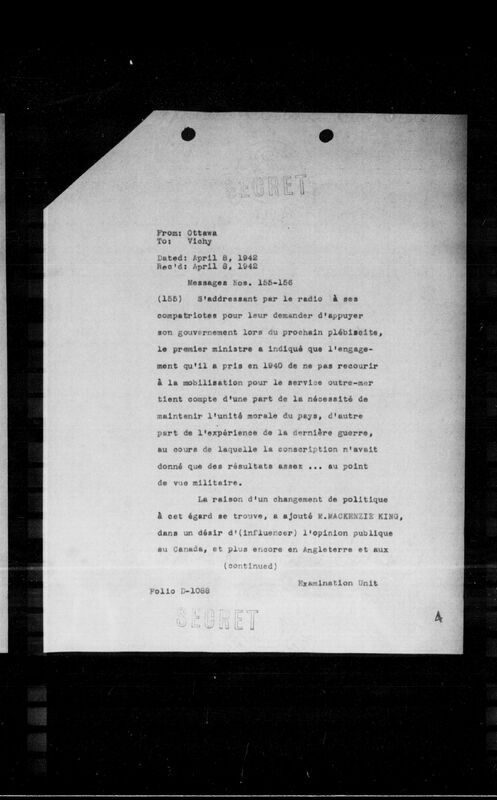 SECRET
From: Ottawa
To: Vichy
Dated: April 8, 1942
Rec'd: April 8, 1942
Messages Nos. 155-156
(155) S'addressant par le radio à ses
compatriotes pour leur demander d'appuyer
son gouvernement lors du prochain plébiscite,
le premier ministre a indiqué que l'engage-
ment qu'il a pris en 1940 de ne pas recourir
à la mobilisation pour le service outre-mer
tient compte d'une part de la nécessité de
maintenir l'unité morale du pays, d'autre
part de l'expérience de la dernière guerre,
au cours de laquelle la conscription n'avait
donné que des résultats assez ... au point
de vue militaire.
La raison d'un changement de politique
à cet égard se trouve, a ajouté M.MACKENZIE KING,
dans un désir d'(influencer) l'opinion publique
au Canada, et plus encore en Angleterre et aux
(continued)
Examination Unit
Folio D-1088
SECRET
4